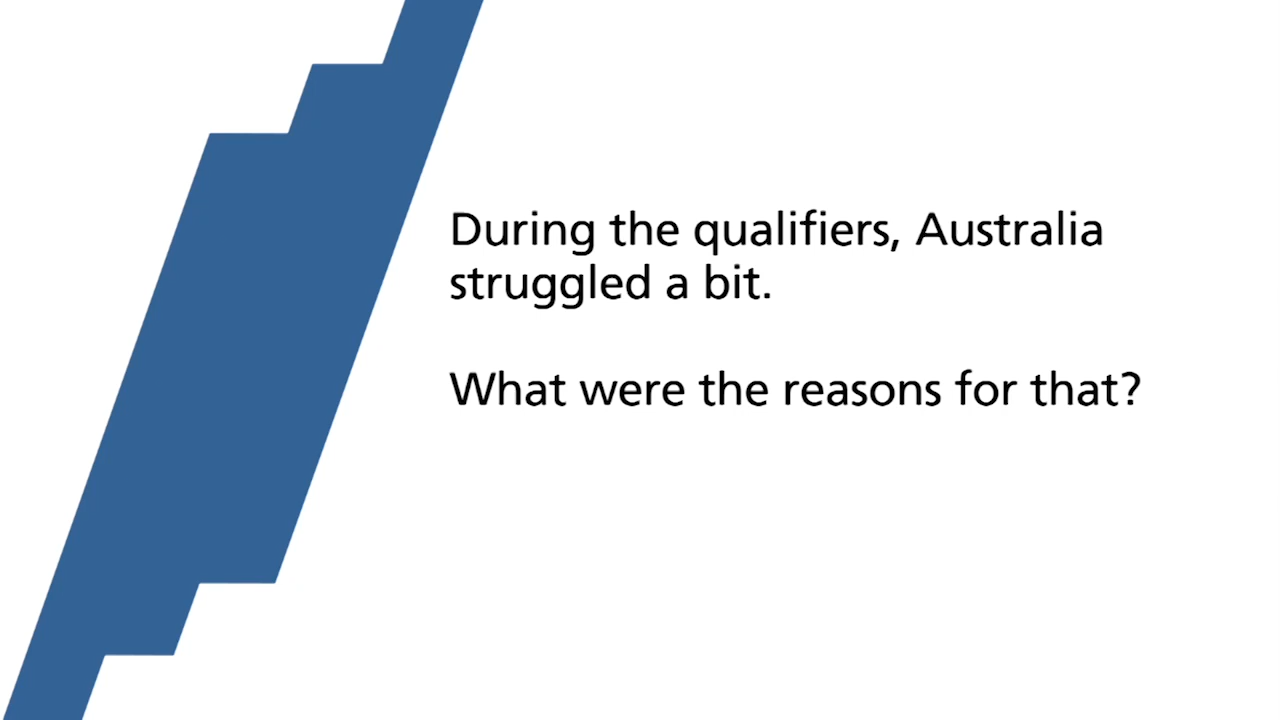 During the qualifiers, Australia
struggled a bit.
What were the reasons for that?